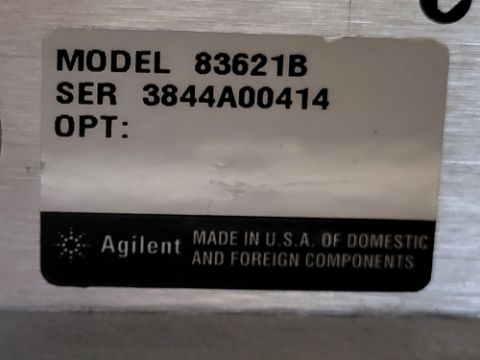 MODEL 83621B
SER 3844A00414
OPT:
Agilent
MADE IN U.S.A. OF DOMESTIC
AND FOREIGN COMPONENTS